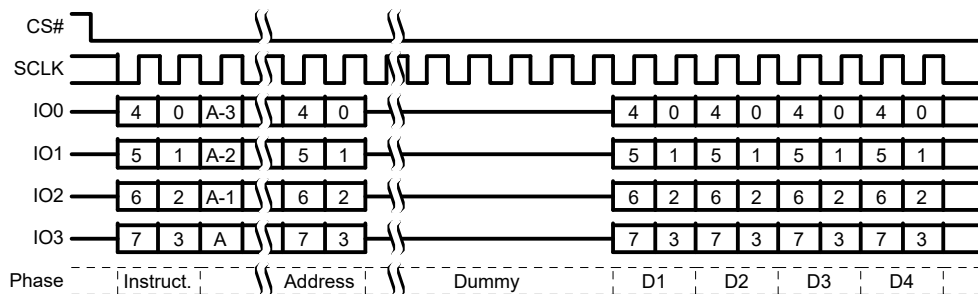 CS#
SCLK
IO0 4 0 A-3 4 0 4 0 4 0 4 0 4 0
IO1 5 1 A-2 5 1 5 1 5 1 5 1 5 1
IO2 6 2 A-1 6 2 6 2 6 2 6 2 6 2
IO3 7 3 A 7 3 7 3 7 3 7 3 7 3
Phase Instruct. Address Dummy D1 D2 D3 D4